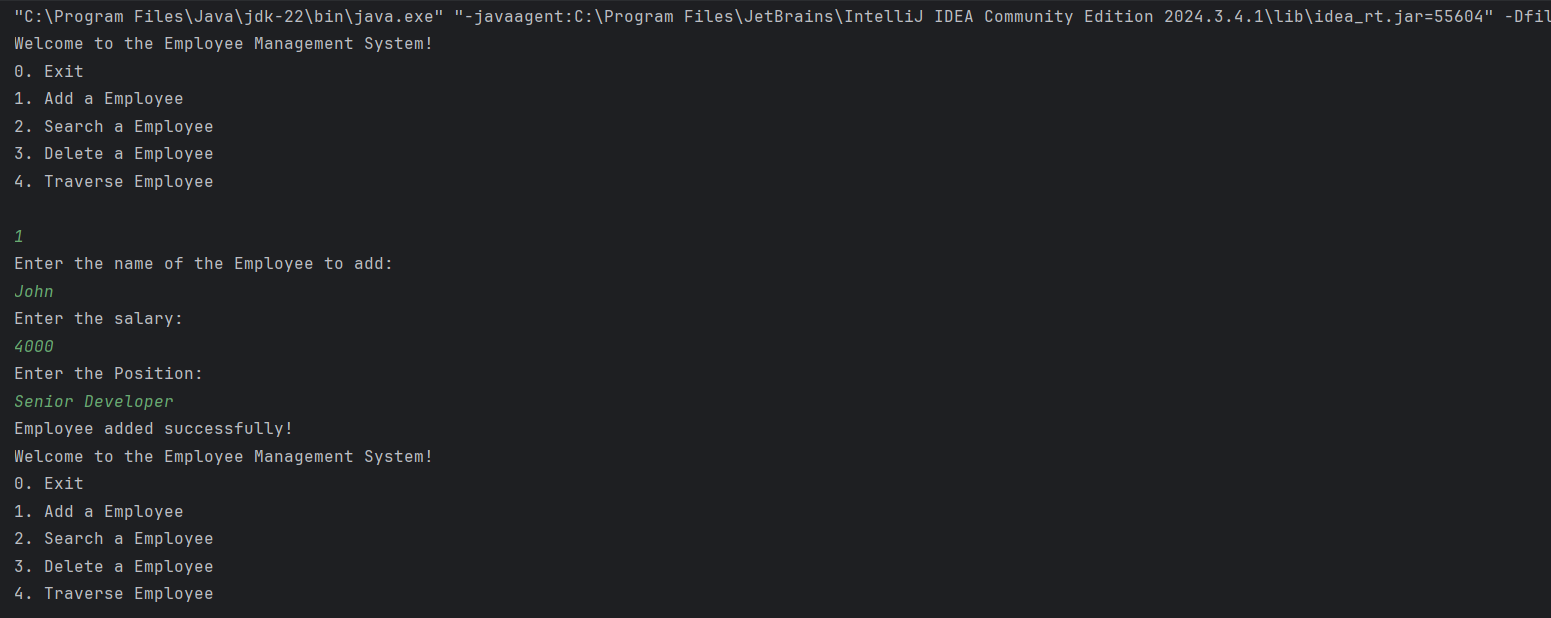 "C:\Program Files\Java\jdk-22\bin\java.exe" "-javaagent:C:\Program Files\JetBrains\IntelliJ IDEA Community Edition 2024.3.4.1\lib\idea_rt.jar=55604" -Dfil
Welcome to the Employee Management System!
0. Exit
1. Add a Employee
2. Search a Employee
3. Delete a Employee
4. Traverse Employee
1
Enter the name of the Employee to add:
John
Enter the salary:
4000
Enter the Position:
Senior Developer
Employee added successfully!
Welcome to the Employee Management System!
0. Exit
1. Add a Employee
2. Search a Employee
3. Delete a Employee
4. Traverse Employee